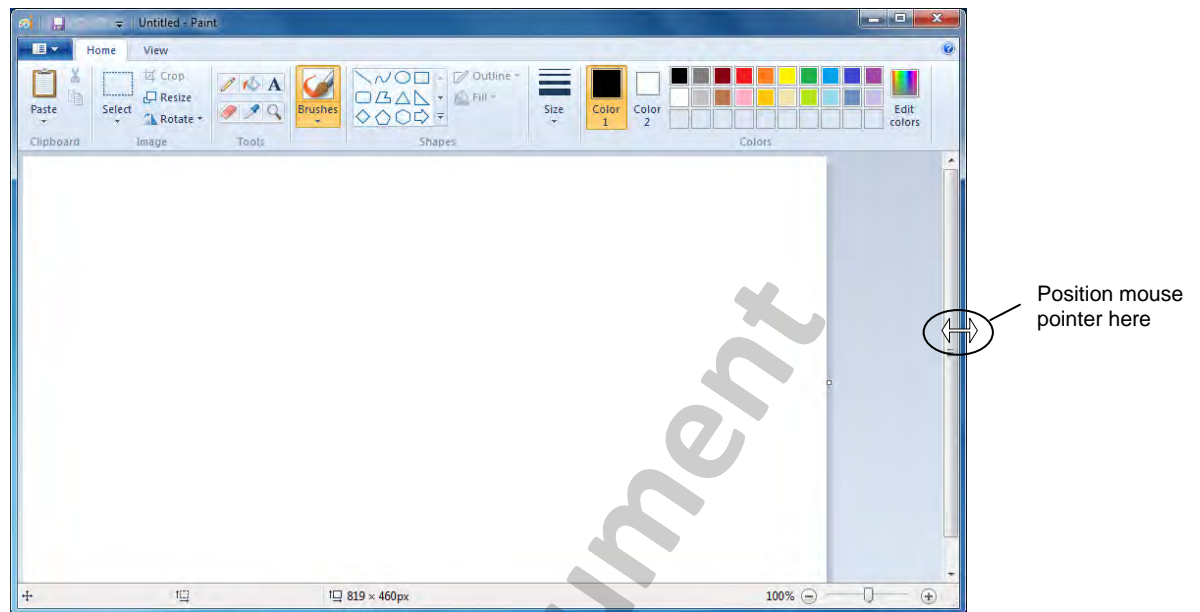 Untitled - Paint
Home View
Crop
Resize
Rotate
Paste
Select
A
Brushes
Outline
Fill
Size
Color 1
Color 2
Edit colors
Clipboard Image Tools Shapes Colors
Position mouse
pointer here
ument
819 × 460px
100%